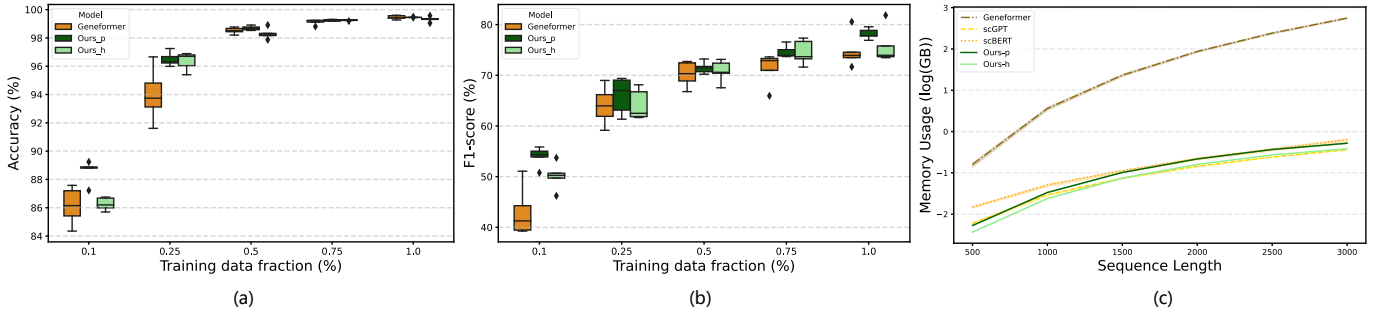 Accuracy (%)
100
98
96
94
92
90
88
86
84
Model
Geneformer
Ours_p
Ours_h
0.1
0.25
0.5
0.75
1.0
Training data fraction (%)
(a)
F1-score (%)
80
70
60
50
40
Model
Geneformer
Ours_p
Ours_h
0.1
0.25
0.5
0.75
1.0
Training data fraction (%)
(b)
Memory Usage (log(GB))
3
2
1
0
−1
−2
Geneformer
scGPT
scBERT
Ours-p
Ours-h
500
1000
1500
2000
2500
3000
Sequence Length
(c)